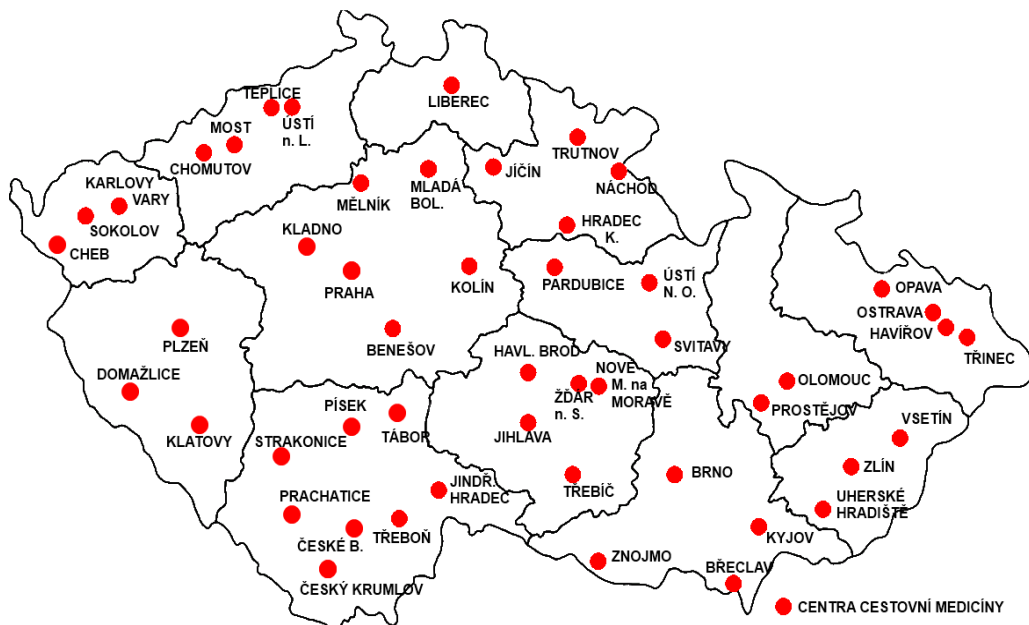 TEPLICE
ÚSTÍ
n. L.
MOST
CHOMUTOV
LIBEREC
TRUTNOV
JÍČÍN
NÁCHOD
HRADEC
K.
KARLOVY
VARY
SOKOLOV
CHEB
MĚLNÍK
MLADÁ
BOL.
KLADNO
PRAHA
KOLÍN
BENEŠOV
PARDUBICE
ÚSTÍ
N. O.
SVITAVY
OPAVA
OSTRAVA
HAVÍŘOV
TŘINEC
PLZEŇ
DOMAŽLICE
KLATOVY
HAVL. BROD
NOVÉ
M. na
MORAVĚ
ŽĎÁR
n. S.
JIHLAVA
TŘEBÍČ
OLOMOUC
PROSTĚJOV
VSETÍN
ZLÍN
UHERSKÉ
HRADIŠTĚ
PÍSEK
TÁBOR
STRAKONICE
JINDŘ.
HRADEC
PRACHATICE
ČESKÉ B.
TŘEBOŇ
ČESKÝ KRUMLOV
BRNO
KYJOV
ZNOJMO
BŘECLAV
CENTRA CESTOVNÍ MEDICÍNY